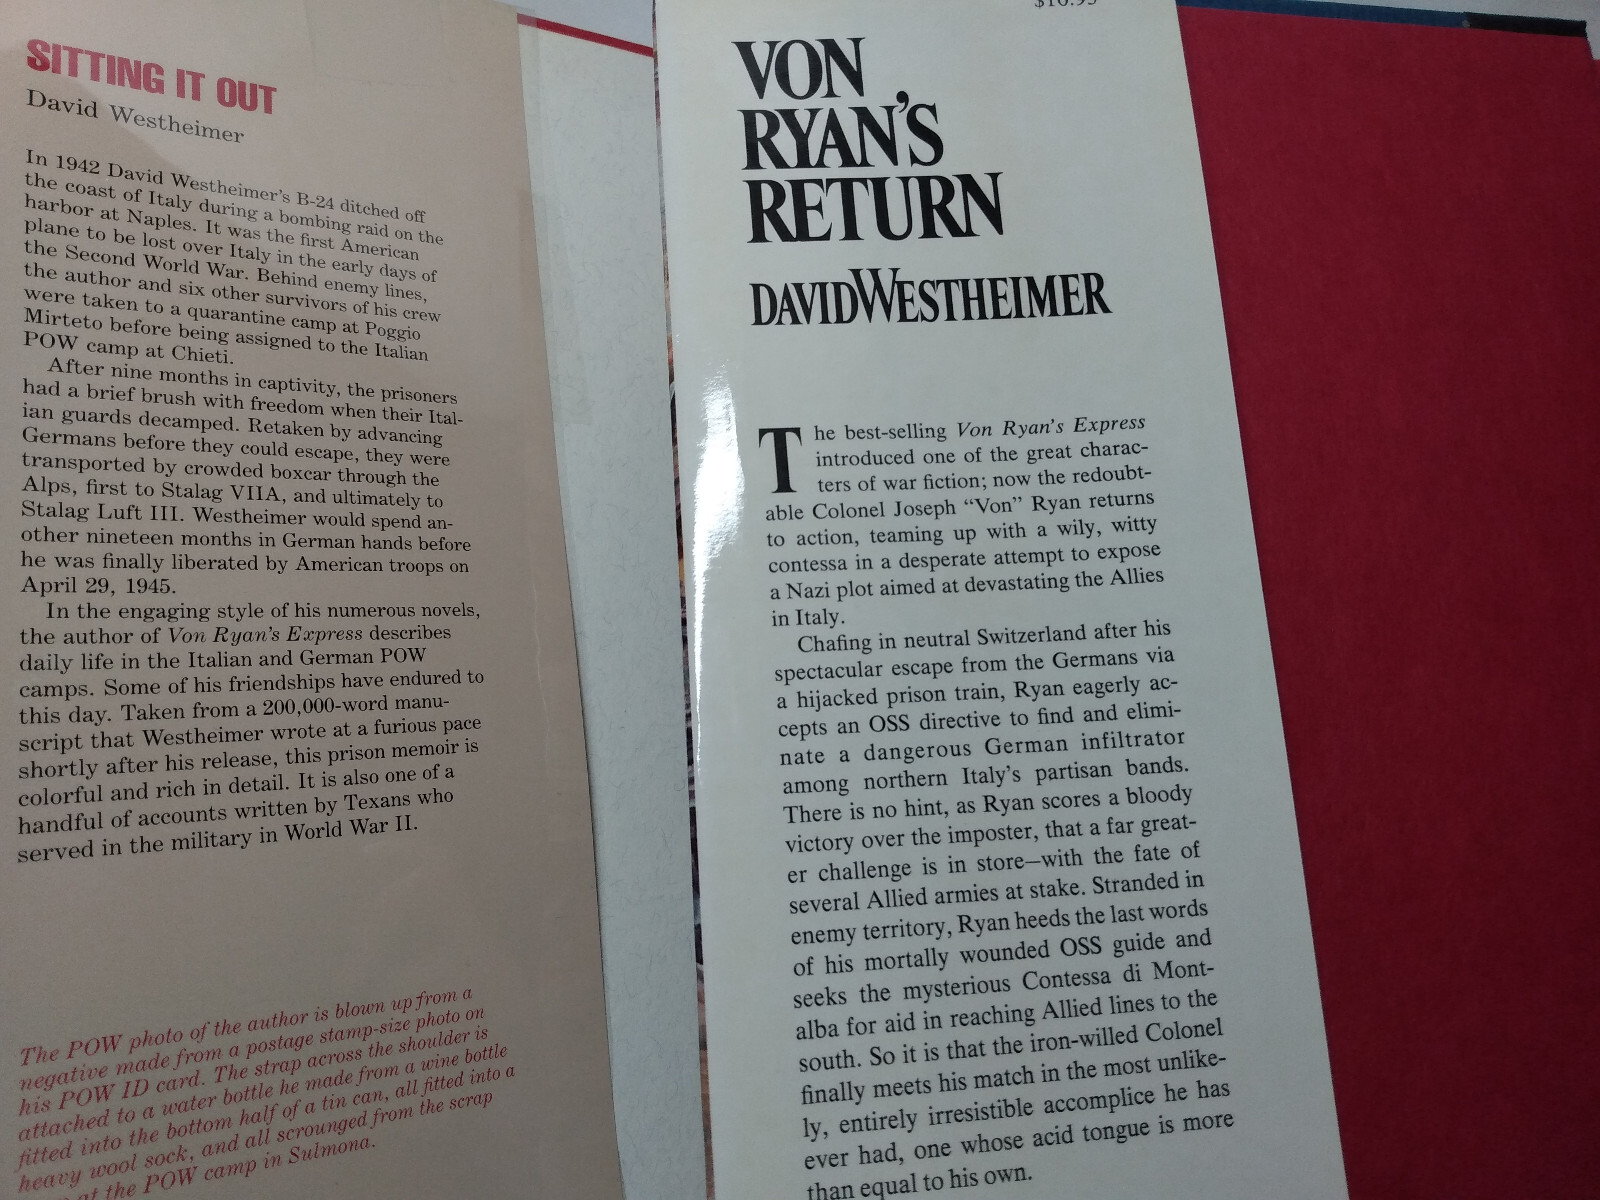 SITTING IT OUT
David Westheimer
In 1942 David Westheimer's B-24 ditched off
the coast of Italy during a bombing raid on the
harbor at Naples. It was the first American
plane to be lost over Italy in the early days of
the Second World War. Behind enemy lines,
the author and six other survivors of his crew
were taken to a quarantine camp at Poggio
Mirteto before being assigned to the Italian
POW camp at Chieti.
After nine months in captivity, the prisoners
had a brief brush with freedom when their Ital-
ian guards decamped. Retaken by advancing
Germans before they could escape, they were
transported by crowded boxcar through the
Alps, first to Stalag VIIA, and ultimately to
Stalag Luft III. Westheimer would spend an-
other nineteen months in German hands before
he was finally liberated by American troops on
April 29, 1945.
In the engaging style of his numerous novels,
the author of Von Ryan's Express describes
daily life in the Italian and German POW
camps. Some of his friendships have endured to
this day. Taken from a 200,000-word manu-
script that Westheimer wrote at a furious pace
shortly after his release, this prison memoir is
colorful and rich in detail. It is also one of a
handful of accounts written by Texans who
served in the military in World War II.
The POW photo of the author is blown up from a
negative made from a postage stamp-size photo on
his POW ID card. The strap across the shoulder is
attached to a water bottle he made from a wine bottle
fitted into the bottom half of a tin can, all fitted into a
heavy wool sock, and all scrounged from the scrap
at the POW camp in Sulmona.
VON
RYAN'S
RETURN
DAVID WESTHEIMER
The best-selling Von Ryan's Express
introduced one of the great charac-
ters of war fiction; now the redoubt-
able Colonel Joseph “Von” Ryan returns
to action, teaming up with a wily, witty
contessa in a desperate attempt to expose
a Nazi plot aimed at devastating the Allies
in Italy.
Chafing in neutral Switzerland after his
spectacular escape from the Germans via
a hijacked prison train, Ryan eagerly ac-
cepts an OSS directive to find and elimi-
nate a dangerous German infiltrator
among northern Italy's partisan bands.
There is no hint, as Ryan scores a bloody
victory over the imposter, that a far great-
er challenge is in store—with the fate of
several Allied armies at stake. Stranded in
enemy territory, Ryan heeds the last words
of his mortally wounded OSS guide and
seeks the mysterious Contessa di Mont-
alba for aid in reaching Allied lines to the
south. So it is that the iron-willed Colonel
finally meets his match in the most unlike-
ly, entirely irresistible accomplice he has
ever had, one whose acid tongue is more
than equal to his own.